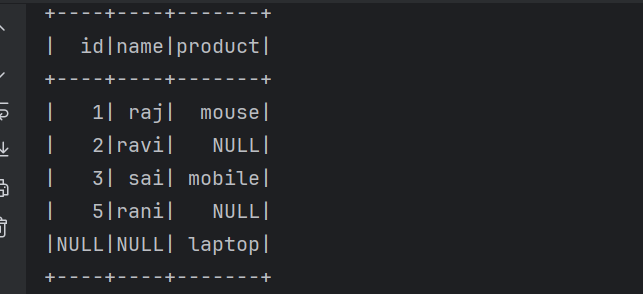 +----+----+-------+
|  id|name|product|
+----+----+-------+
|   1| raj|  mouse|
|   2|ravi|   NULL|
|   3| sai| mobile|
|   5|rani|   NULL|
|NULL|NULL| laptop|
+----+----+-------+